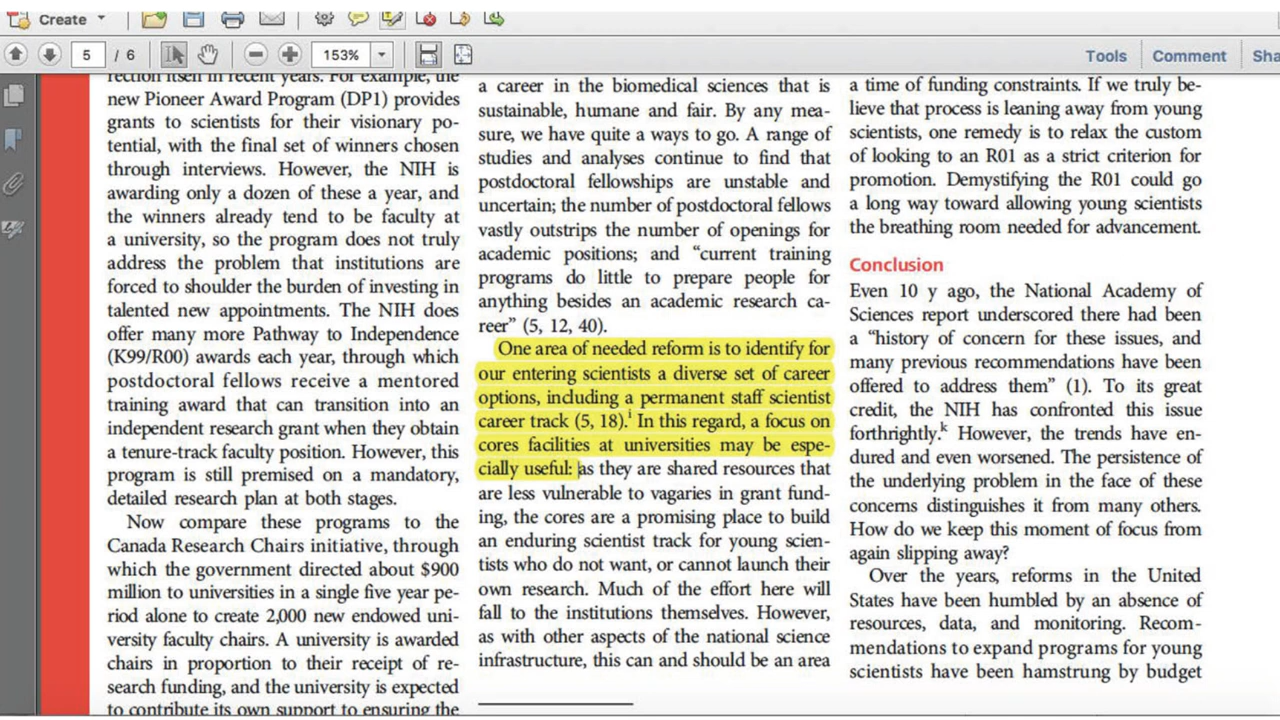 Create
5 / 6
153%
Tools
Comment
Sha
rection itself in recent years. For example, the
new Pioneer Award Program (DP1) provides
grants to scientists for their visionary po-
tential, with the final set of winners chosen
through interviews. However, the NIH is
awarding only a dozen of these a year, and
the winners already tend to be faculty at
a university, so the program does not truly
address the problem that institutions are
forced to shoulder the burden of investing in
talented new appointments. The NIH does
offer many more Pathway to Independence
(K99/R00) awards each year, through which
postdoctoral fellows receive a mentored
training award that can transition into an
independent research grant when they obtain
a tenure-track faculty position. However, this
program is still premised on a mandatory,
detailed research plan at both stages.
Now compare these programs to the
Canada Research Chairs initiative, through
which the government directed about $900
million to universities in a single five year pe-
riod alone to create 2,000 new endowed uni-
versity faculty chairs. A university is awarded
chairs in proportion to their receipt of re-
search funding, and the university is expected
to contribute its own support to ensuring the
a career in the biomedical sciences that is
sustainable, humane and fair. By any mea-
sure, we have quite a ways to go. A range of
studies and analyses continue to find that
postdoctoral fellowships are unstable and
uncertain; the number of postdoctoral fellows
vastly outstrips the number of openings for
academic positions; and “current training
programs do little to prepare people for
anything besides an academic research ca-
reer” (5, 12, 40).
One area of needed reform is to identify for
our entering scientists a diverse set of career
options, including a permanent staff scientist
career track (5, 18).i In this regard, a focus on
cores facilities at universities may be espe-
cially useful: as they are shared resources that
are less vulnerable to vagaries in grant fund-
ing, the cores are a promising place to build
an enduring scientist track for young scien-
tists who do not want, or cannot launch their
own research. Much of the effort here will
fall to the institutions themselves. However,
as with other aspects of the national science
infrastructure, this can and should be an area
a time of funding constraints. If we truly be-
lieve that process is leaning away from young
scientists, one remedy is to relax the custom
of looking to an R01 as a strict criterion for
promotion. Demystifying the R01 could go
a long way toward allowing young scientists
the breathing room needed for advancement.
Conclusion
Even 10 y ago, the National Academy of
Sciences report underscored there had been
a “history of concern for these issues, and
many previous recommendations have been
offered to address them” (1). To its great
credit, the NIH has confronted this issue
forthrightly.k However, the trends have en-
dured and even worsened. The persistence of
the underlying problem in the face of these
concerns distinguishes it from many others.
How do we keep this moment of focus from
again slipping away?
Over the years, reforms in the United
States have been humbled by an absence of
resources, data, and monitoring. Recom-
mendations to expand programs for young
scientists have been hamstrung by budget